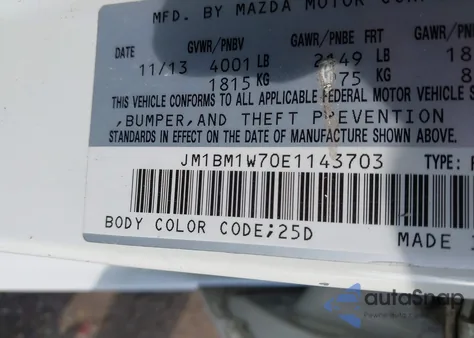 MFD. BY MAZDA MOTOR
DATE GVWR/PNBV GAWR/PNBE FRT
11/13 4001 LB LB
1815 KG KG
THIS VEHICLE CONFORMS TO ALL APPLICABLE FEDERAL MOTOR VEHICLE
,BUMPER,AND THEFT PREVENTION
STANDARDS IN EFFECT ON THE DATE OF MANUFACTURE SHOWN ABOVE.
JM1BM1W70E1143703 TYPE:
BODY COLOR CODE;25D MADE
autoSnap